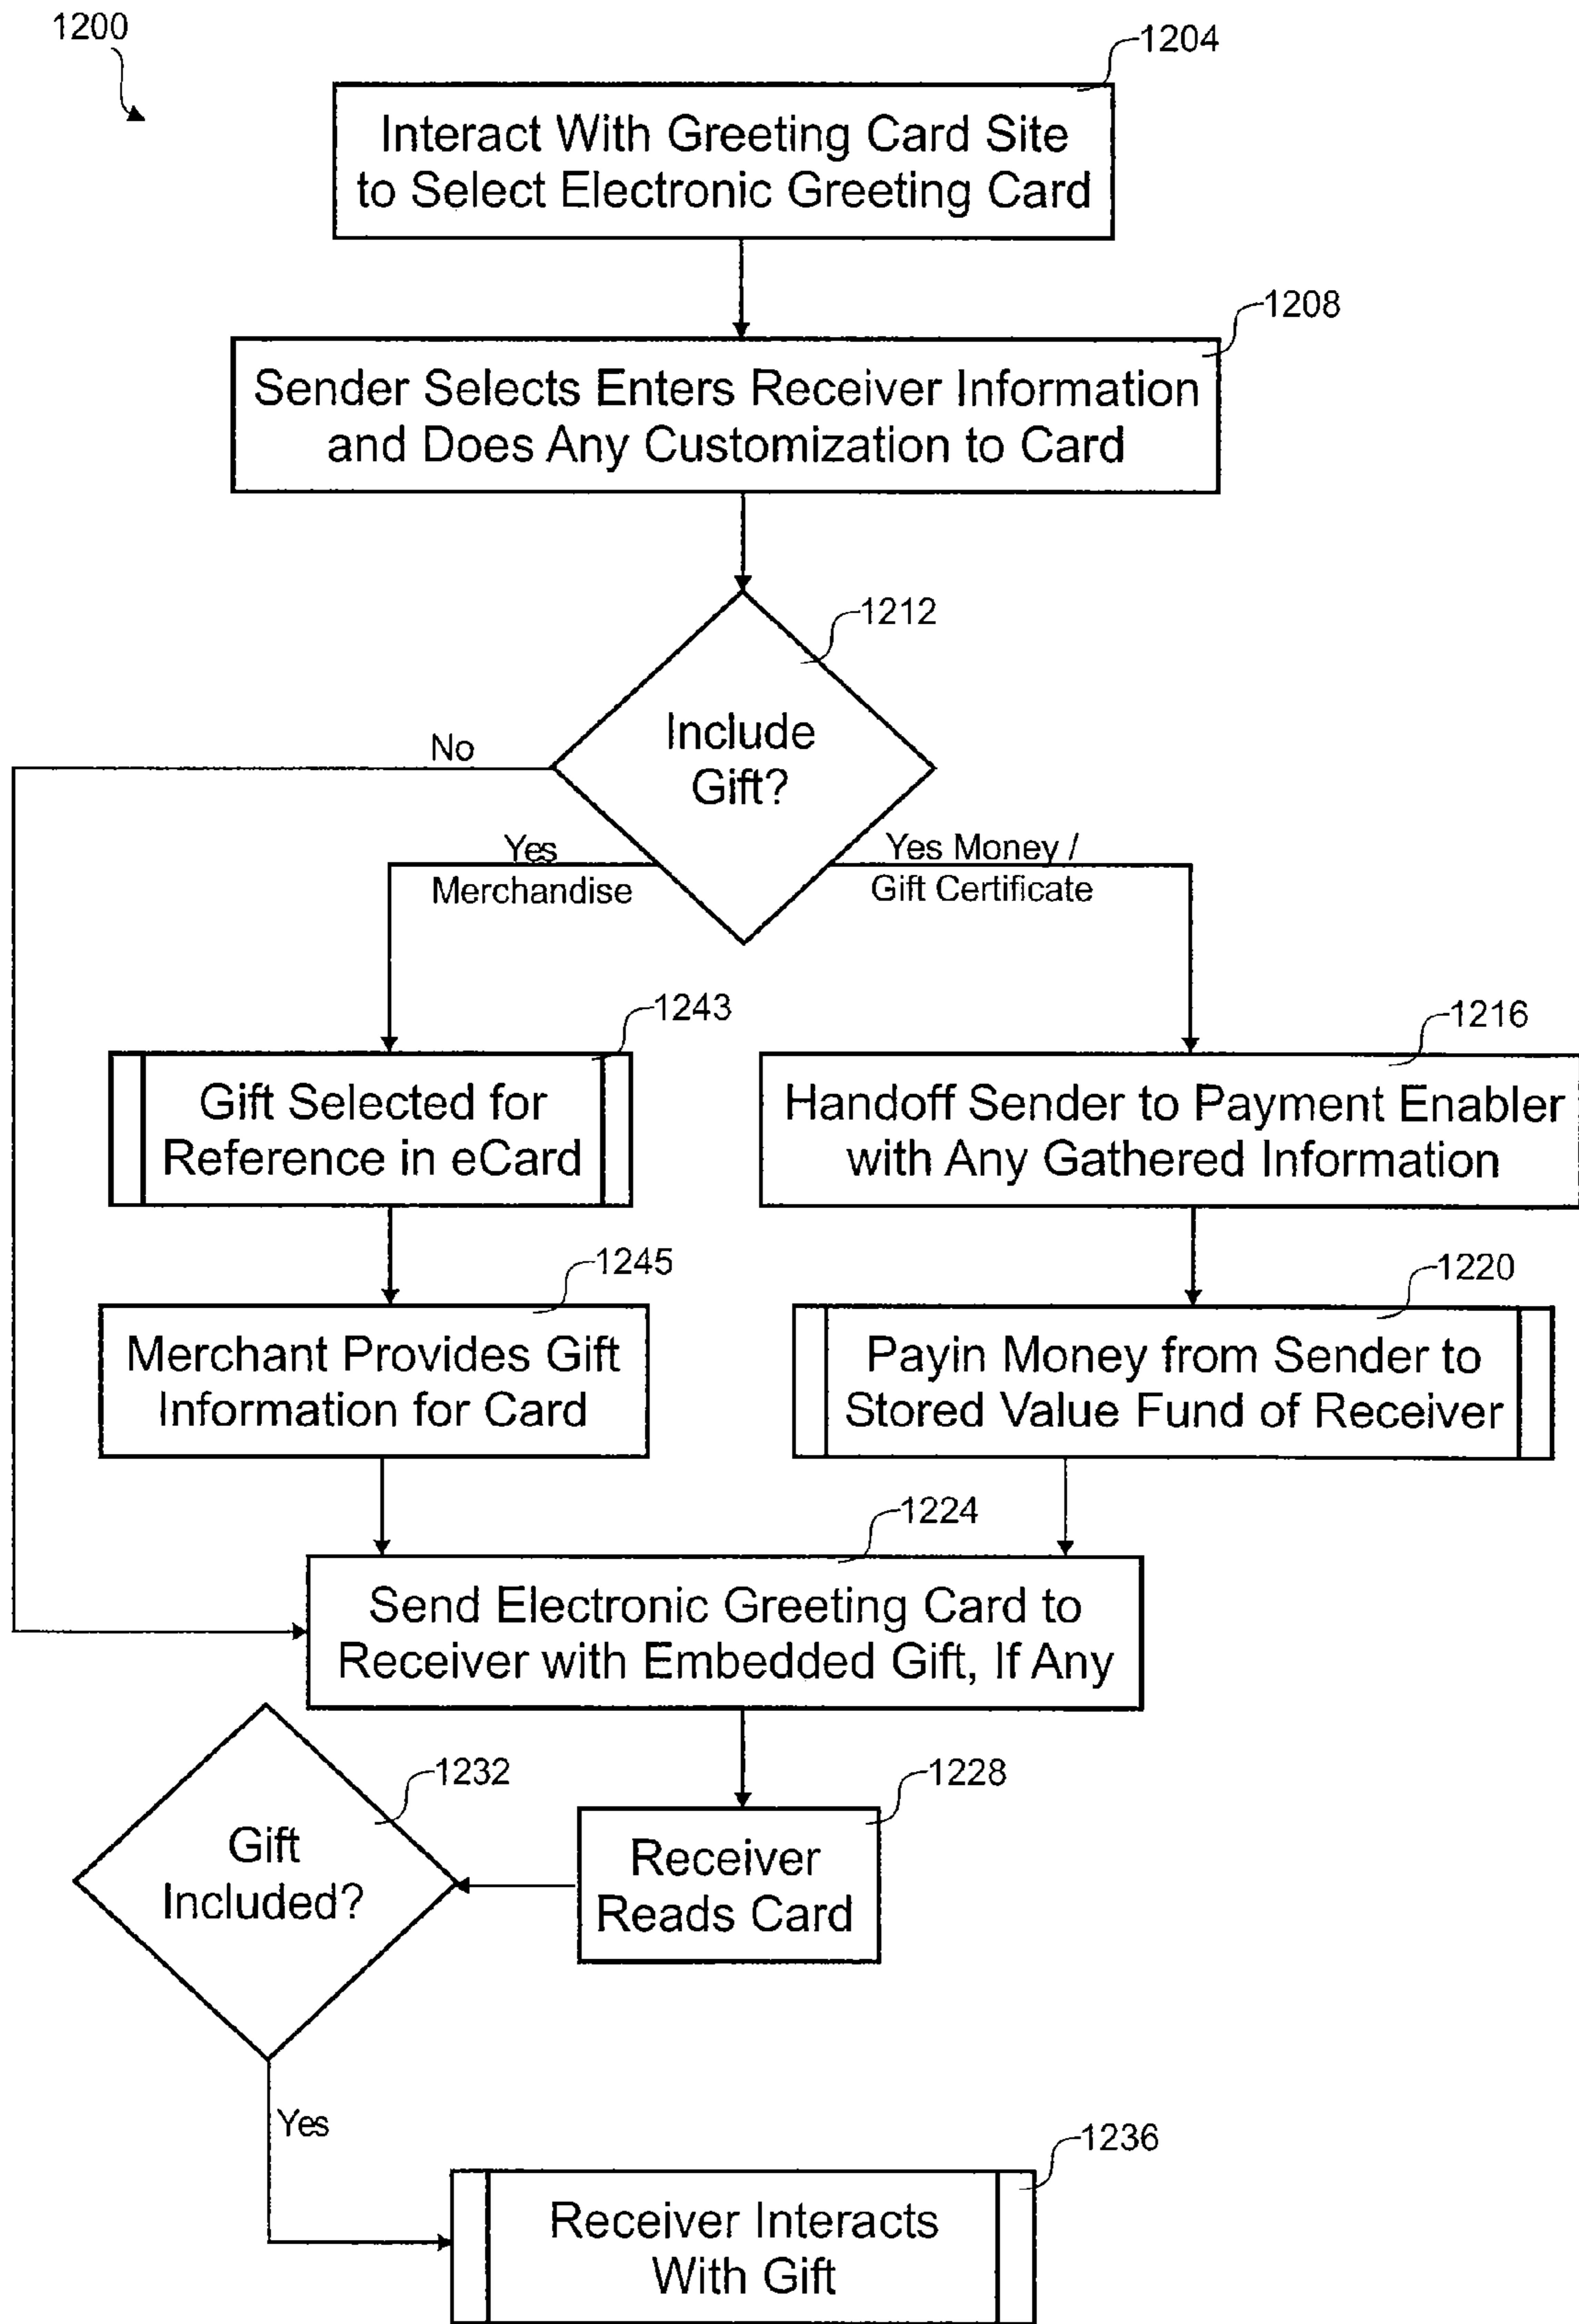 1200
1204
Interact With Greeting Card Site
to Select Electronic Greeting Card
1208
Sender Selects Enters Receiver Information
and Does Any Customization to Card
1212
Include
Gift?
No
Yes
Merchandise
Yes Money /
Gift Certificate
1243
Gift Selected for
Reference in eCard
1216
Handoff Sender to Payment Enabler
with Any Gathered Information
1245
Merchant Provides Gift
Information for Card
1220
Payin Money from Sender to
Stored Value Fund of Receiver
1224
Send Electronic Greeting Card to
Receiver with Embedded Gift, If Any
1228
Receiver
Reads Card
1232
Gift
Included?
Yes
1236
Receiver Interacts
With Gift